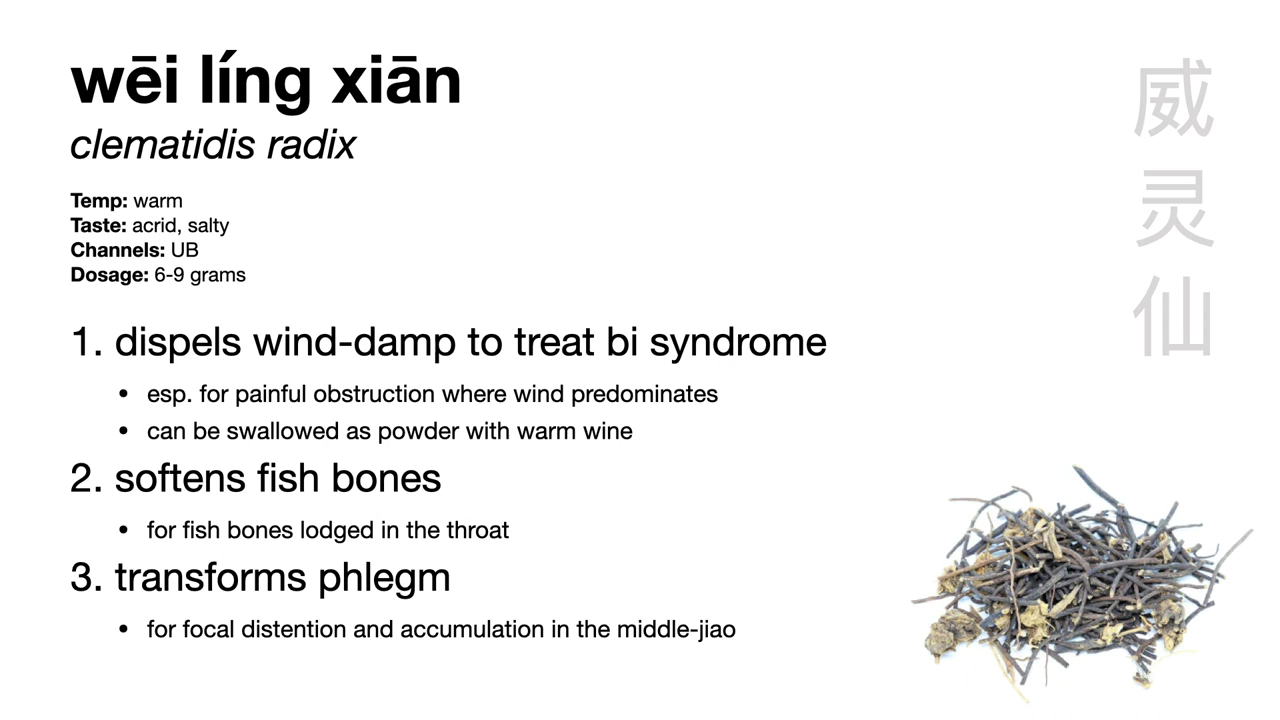 wēi líng xiān
clematidis radix
Temp: warm
Taste: acrid, salty
Channels: UB
Dosage: 6-9 grams
1. dispels wind-damp to treat bi syndrome
• esp. for painful obstruction where wind predominates
• can be swallowed as powder with warm wine
2. softens fish bones
• for fish bones lodged in the throat
3. transforms phlegm
• for focal distention and accumulation in the middle-jiao
威灵仙